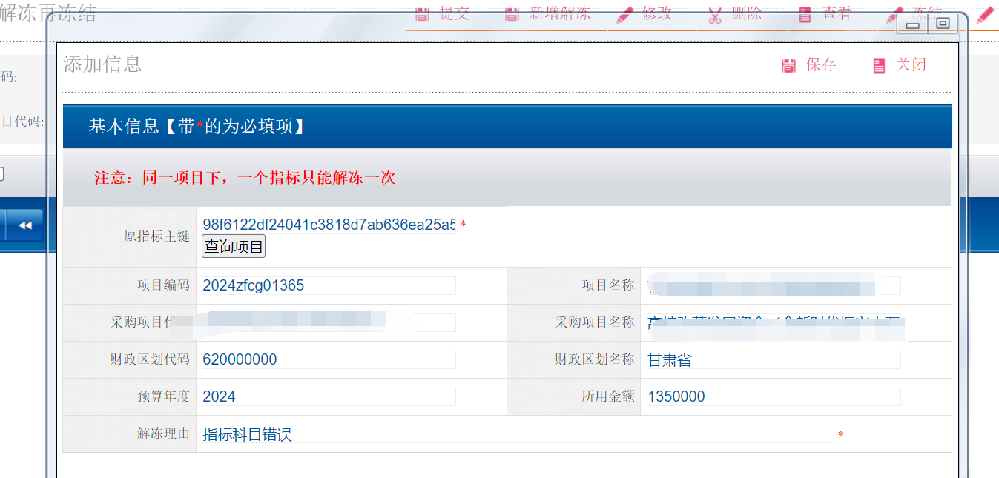 解冻再冻结
提交 新增解冻 修改 删除 查看 冻结
添加信息
保存 关闭
码:
目代码:
基本信息【带*的为必填项】
注意：同一项目下，一个指标只能解冻一次
原指标主键 98f6122df24041c3818d7ab636ea25a5 *
查询项目
项目编码 2024zfcg01365 项目名称
采购项目代 采购项目名称
财政区划代码 620000000 财政区划名称 甘肃省
预算年度 2024 所用金额 1350000
解冻理由 指标科目错误 *